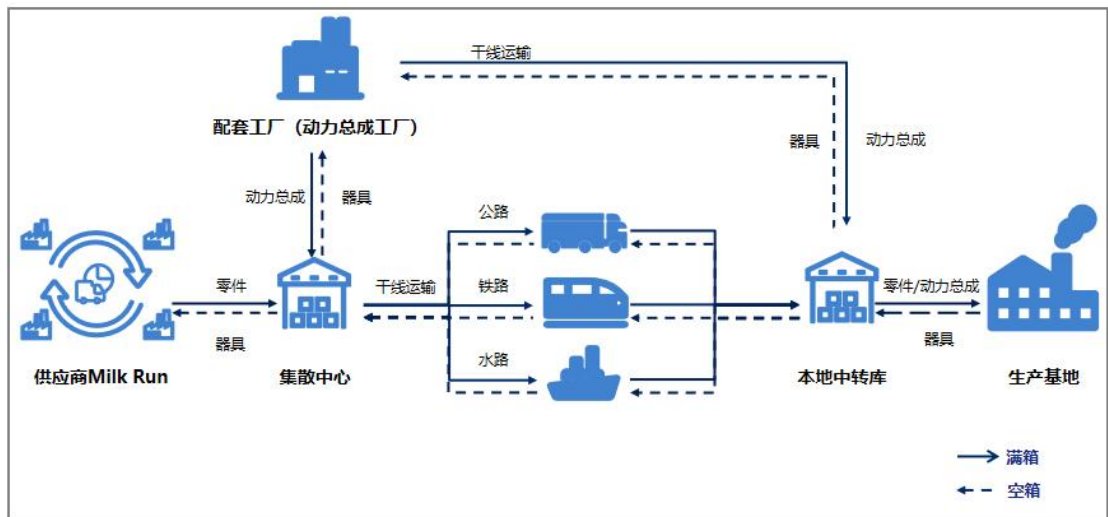 干线运输
配套工厂（动力总成工厂）
器具
动力总成
动力总成
器具
公路
零件
干线运输
铁路
零件/动力总成
器具
器具
水路
供应商Milk Run
集散中心
本地中转库
生产基地
满箱
空箱